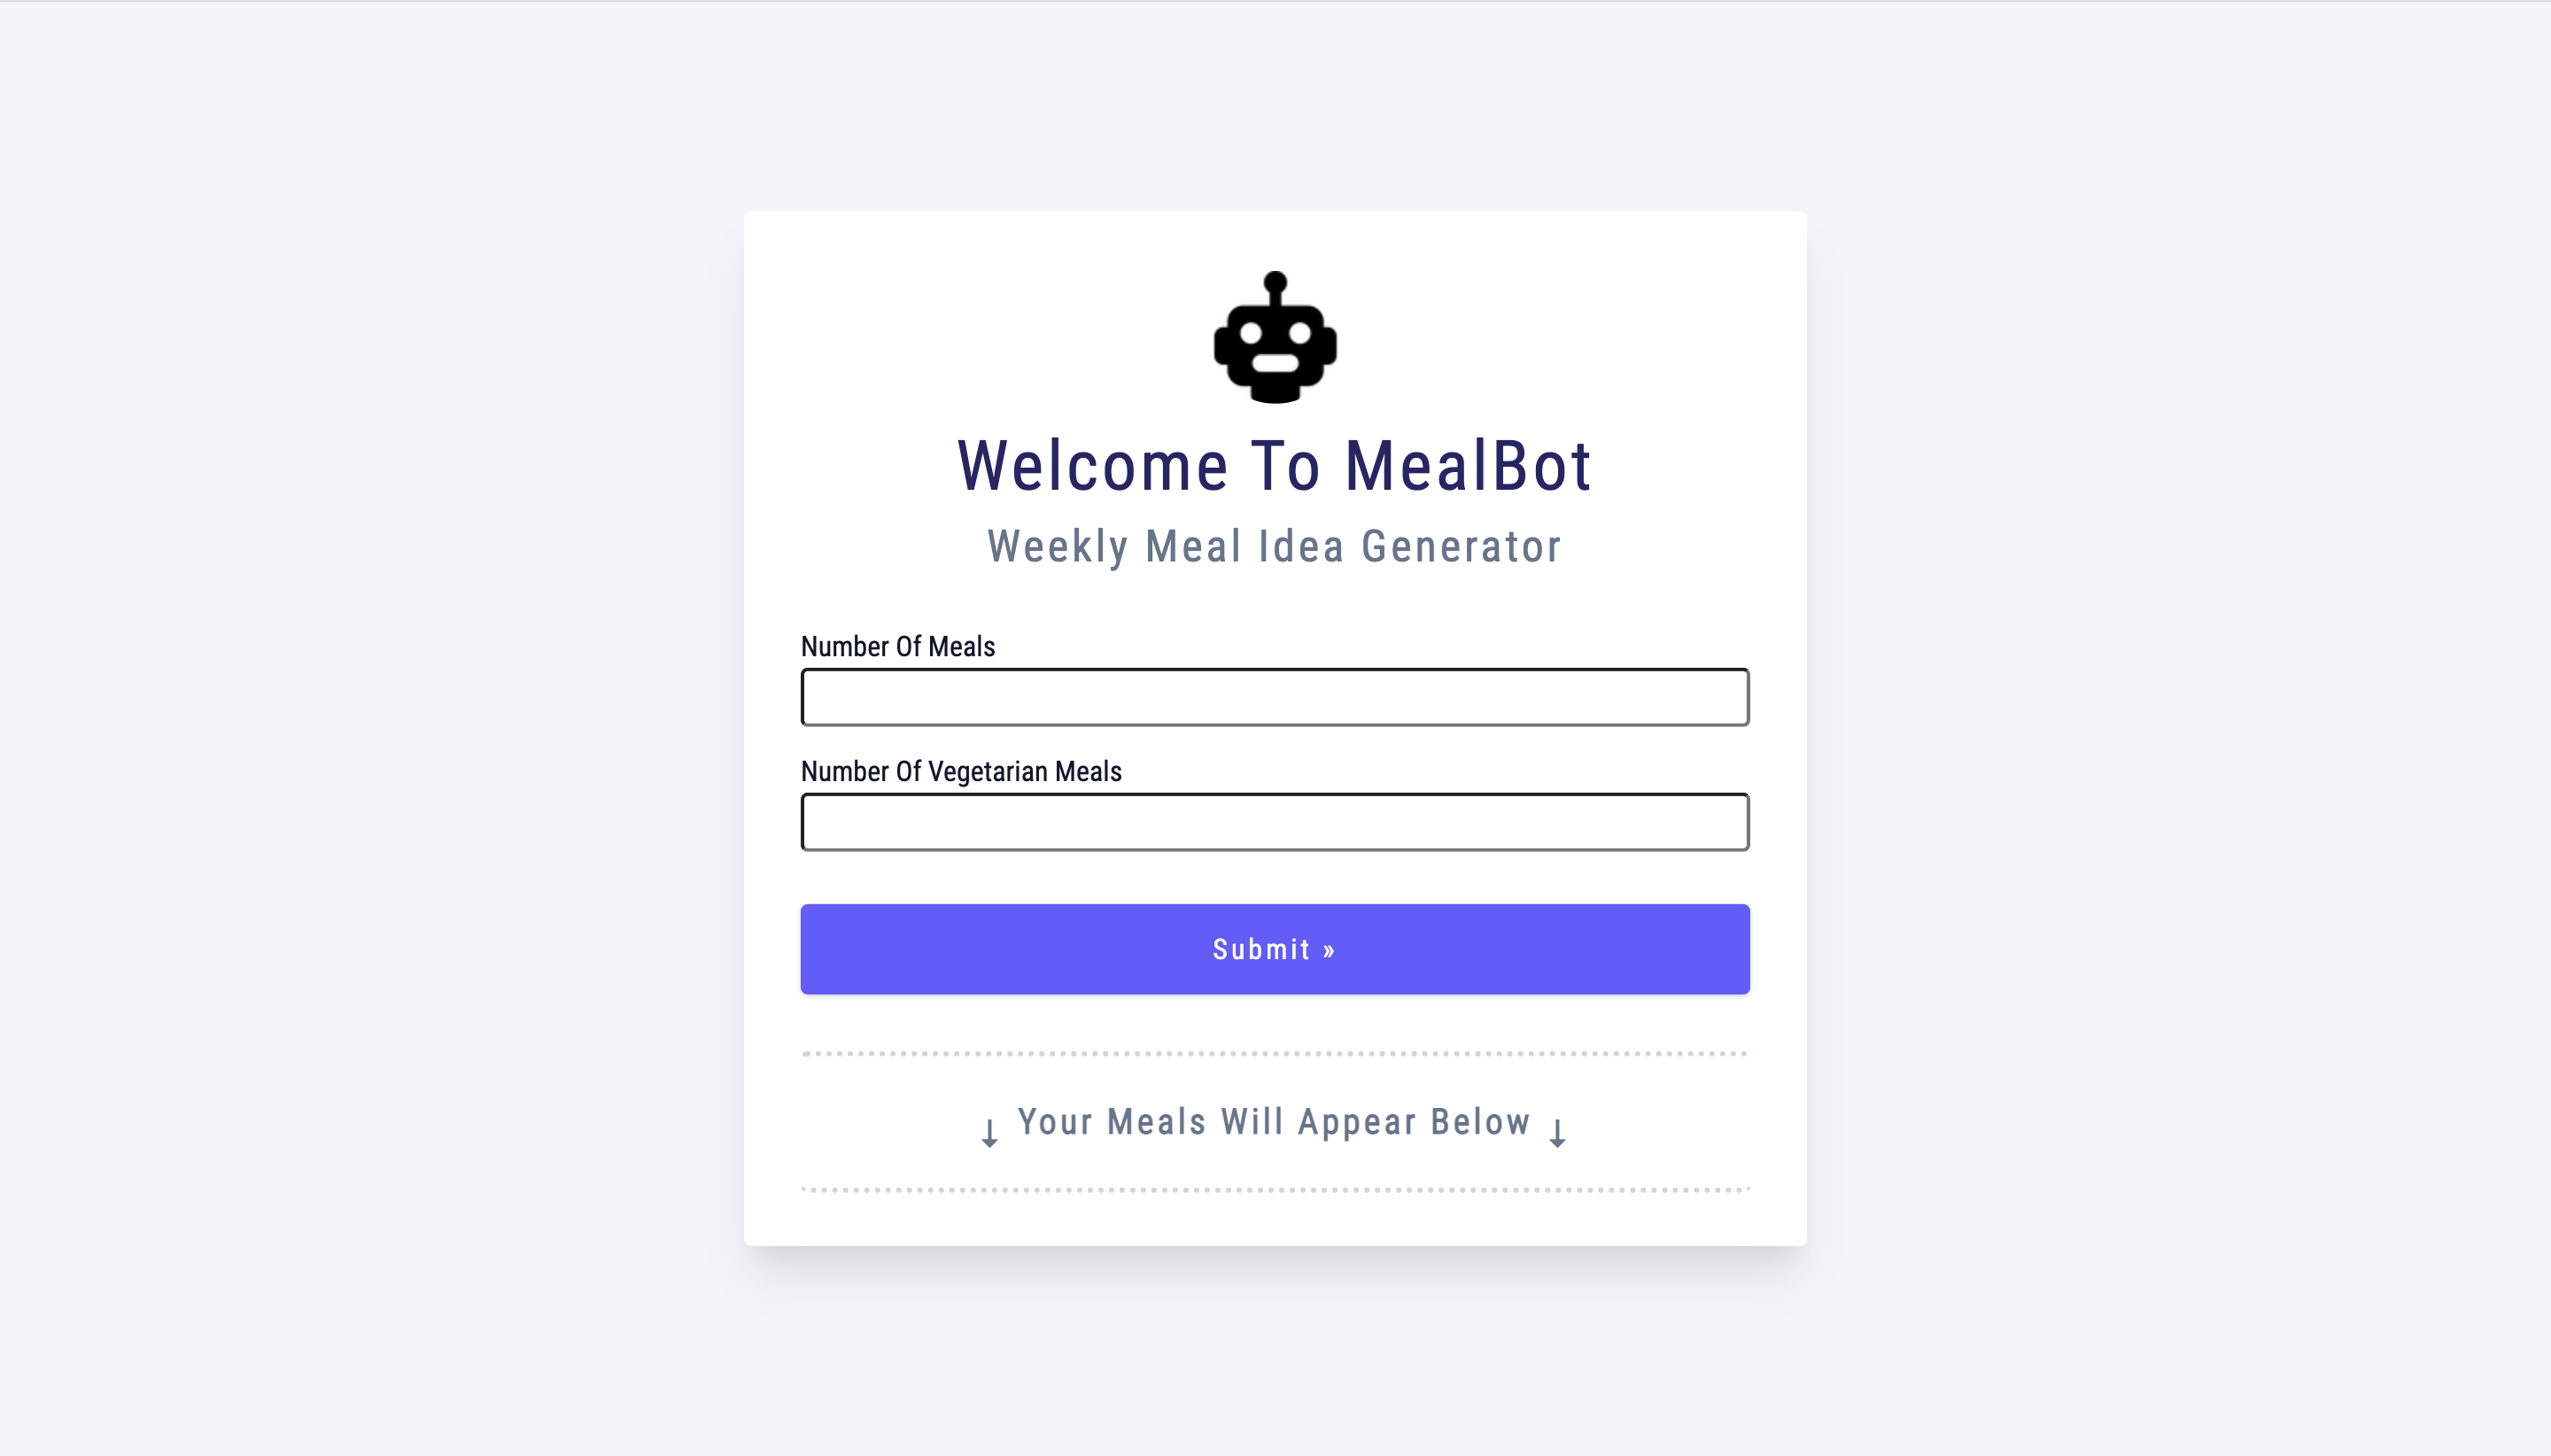 Welcome To MealBot
Weekly Meal Idea Generator
Number Of Meals
Number Of Vegetarian Meals
Submit »
↓ Your Meals Will Appear Below ↓